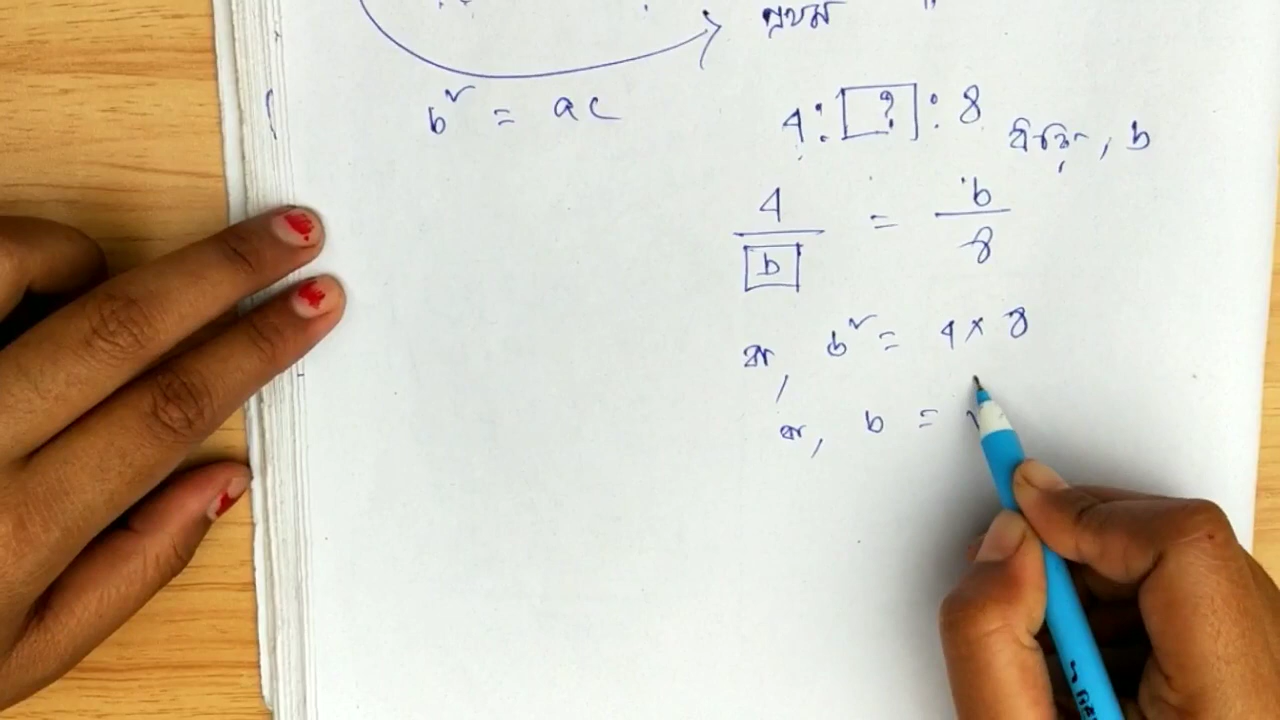 প্রথম
b² = ac
4 : ? : 8
ধরি, b
4/b = b/8
বা, b² = 4 × 8
বা, b =